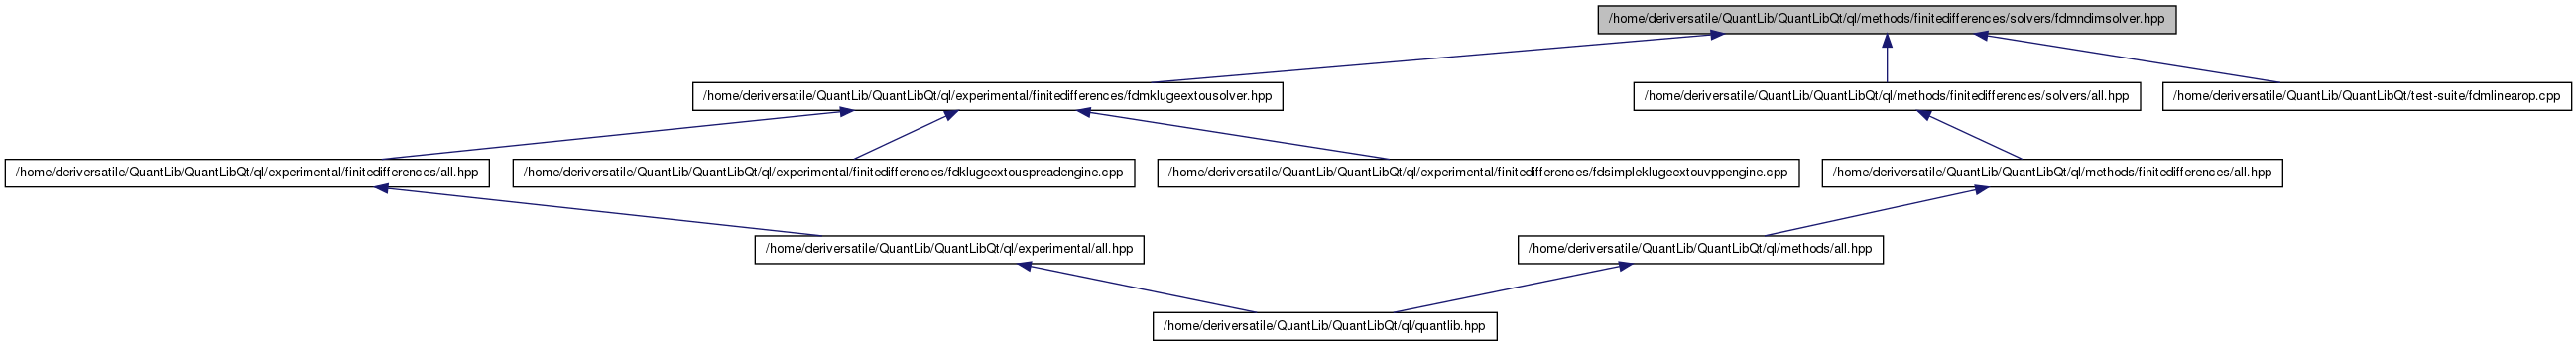 /home/deriversatile/QuantLib/QuantLibQt/ql/methods/finitedifferences/solvers/fdmndimsolver.hpp
/home/deriversatile/QuantLib/QuantLibQt/ql/experimental/finitedifferences/fdmklugeextousolver.hpp
/home/deriversatile/QuantLib/QuantLibQt/ql/methods/finitedifferences/solvers/all.hpp
/home/deriversatile/QuantLib/QuantLibQt/test-suite/fdmlinearop.cpp
/home/deriversatile/QuantLib/QuantLibQt/ql/experimental/finitedifferences/all.hpp
/home/deriversatile/QuantLib/QuantLibQt/ql/experimental/finitedifferences/fdklugeextouspreadengine.cpp
/home/deriversatile/QuantLib/QuantLibQt/ql/experimental/finitedifferences/fdsimpleklugeextouvppengine.cpp
/home/deriversatile/QuantLib/QuantLibQt/ql/methods/finitedifferences/all.hpp
/home/deriversatile/QuantLib/QuantLibQt/ql/experimental/all.hpp
/home/deriversatile/QuantLib/QuantLibQt/ql/methods/all.hpp
/home/deriversatile/QuantLib/QuantLibQt/ql/quantlib.hpp